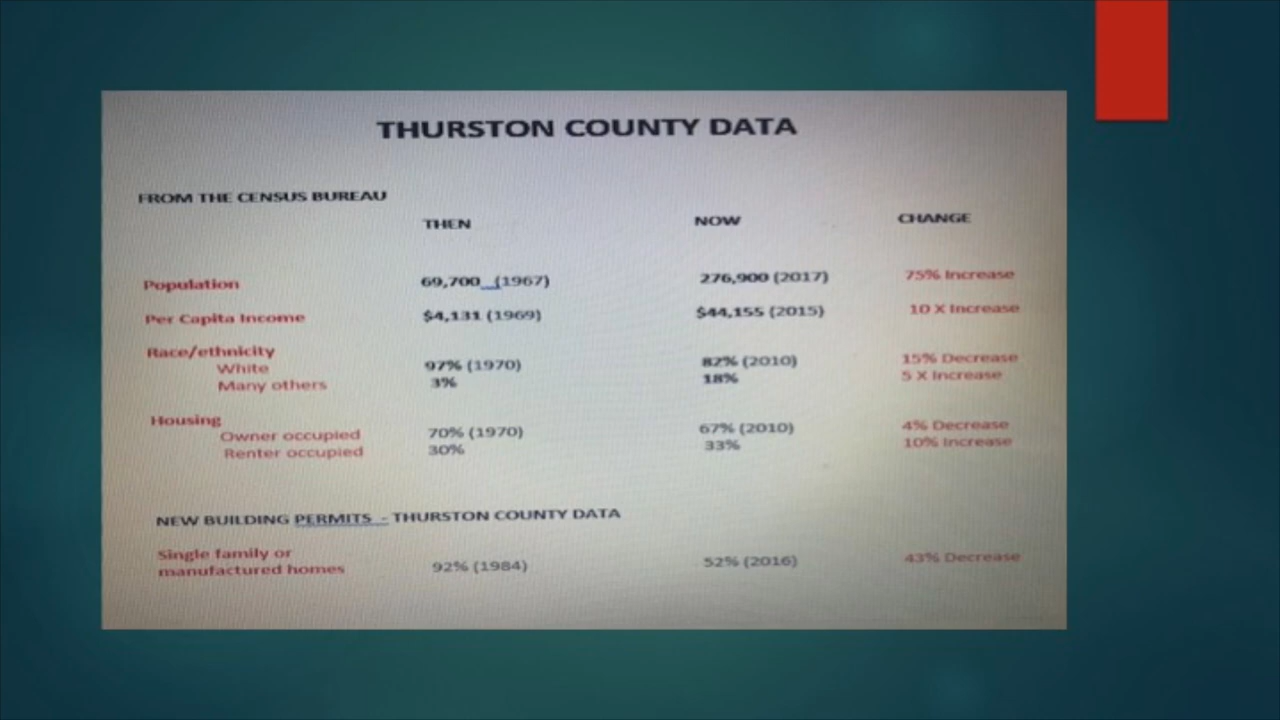 THURSTON COUNTY DATA
FROM THE CENSUS BUREAU
THEN NOW CHANGE
Population 69,700 (1967) 276,900 (2017) 75% Increase
Per Capita Income $4,131 (1969) $44,155 (2015) 10 X Increase
Race/ethnicity
White 97% (1970) 82% (2010) 15% Decrease
Many others 3% 18% 5 X Increase
Housing
Owner occupied 70% (1970) 67% (2010) 4% Decrease
Renter occupied 30% 33% 10% Increase
NEW BUILDING PERMITS - THURSTON COUNTY DATA
Single family or
manufactured homes 92% (1984) 52% (2016) 43% Decrease